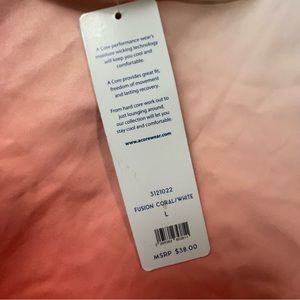 A Core performance wear's
moisture wicking technology
will keep you cool and
comfortable.
A Core provides great fit,
freedom of movement
and lasting recovery.
From hard core work out to
just lounging around,
our collection will let you
stay cool and comfortable.
www.acorewear.com
S121022
FUSION CORAL/WHITE
L
MSRP $38.00